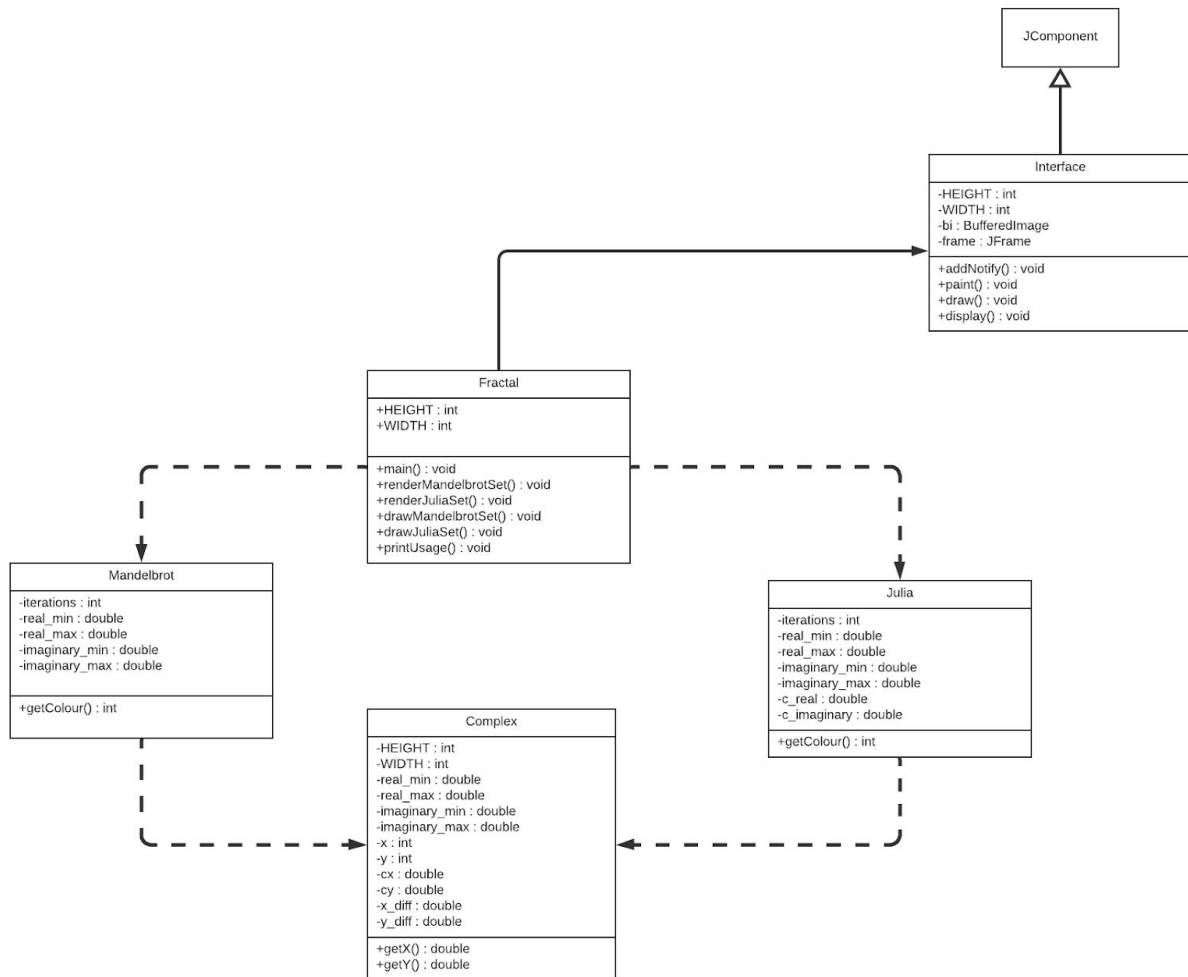 JComponent
Interface
-HEIGHT : int
-WIDTH : int
-bi : BufferedImage
-frame : JFrame
+addNotify() : void
+paint() : void
+draw() : void
+display() : void
Fractal
+HEIGHT : int
+WIDTH : int
+main() : void
+renderMandelbrotSet() : void
+renderJuliaSet() : void
+drawMandelbrotSet() : void
+drawJuliaSet() : void
+printUsage() : void
Mandelbrot
-iterations : int
-real_min : double
-real_max : double
-imaginary_min : double
-imaginary_max : double
+getColour() : int
Julia
-iterations : int
-real_min : double
-real_max : double
-imaginary_min : double
-imaginary_max : double
-c_real : double
-c_imaginary : double
+getColour() : int
Complex
-HEIGHT : int
-WIDTH : int
-real_min : double
-real_max : double
-imaginary_min : double
-imaginary_max : double
-x : int
-y : int
-cx : double
-cy : double
-x_diff : double
-y_diff : double
+getX() : double
+getY() : double